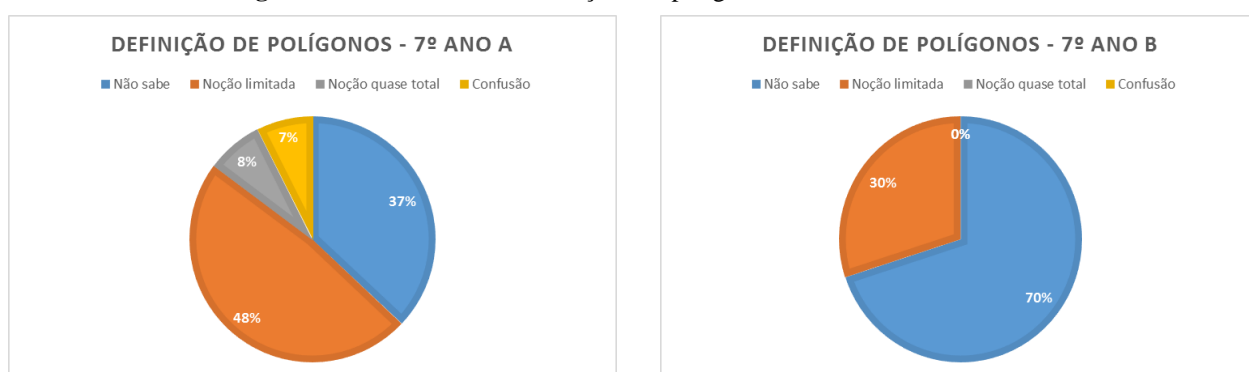 DEFINIÇÃO DE POLÍGONOS - 7º ANO A
Não sabe Noção limitada Noção quase total Confusão
7%
8%
37%
48%
DEFINIÇÃO DE POLÍGONOS - 7º ANO B
Não sabe Noção limitada Noção quase total Confusão
0%
30%
70%